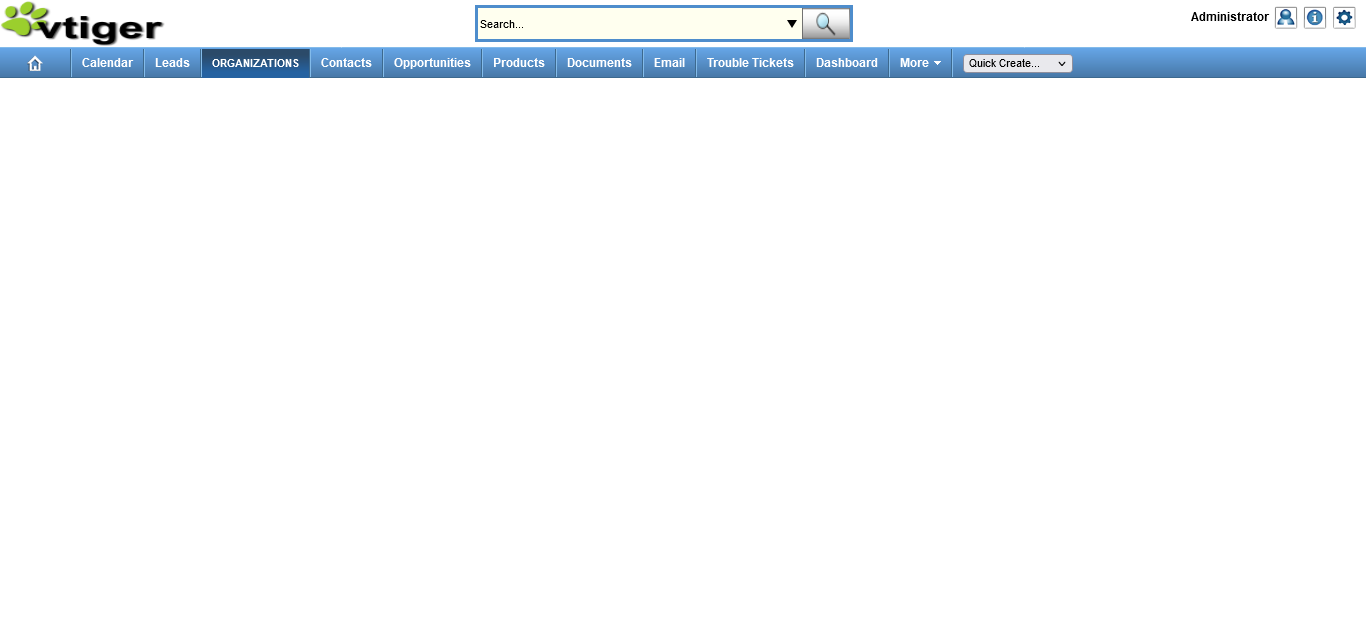 vtiger
Search...
Administrator
Calendar
Leads
ORGANIZATIONS
Contacts
Opportunities
Products
Documents
Email
Trouble Tickets
Dashboard
More
Quick Create...